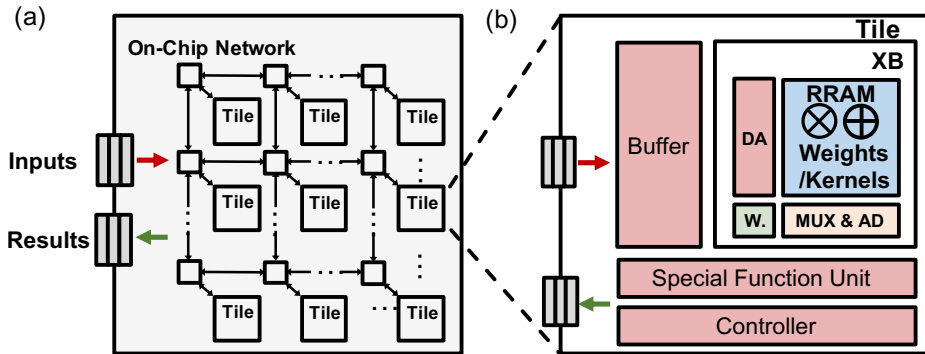 (a)
On-Chip Network
Tile
Tile
Tile
Inputs
Tile
Tile
Tile
Results
Tile
Tile
Tile
(b)
Tile
XB
Buffer
DA
RRAM
Weights
/Kernels
W.
MUX & AD
Special Function Unit
Controller